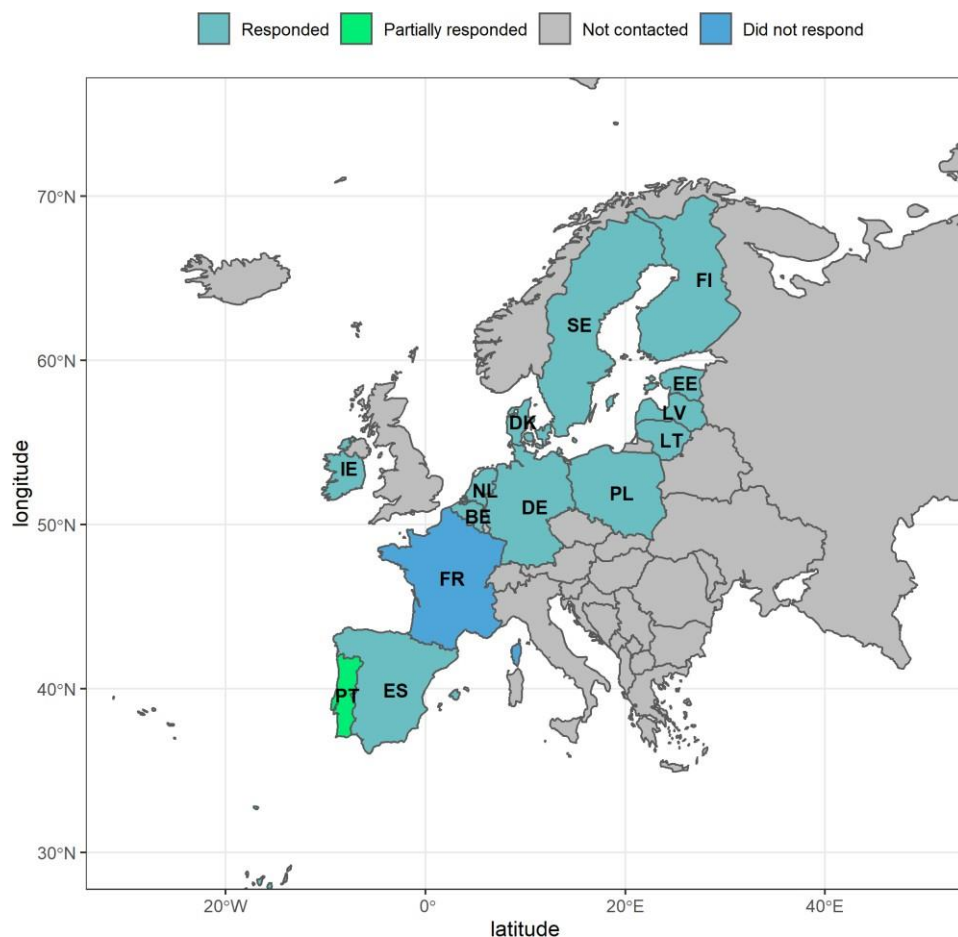 Responded Partially responded Not contacted Did not respond
70°N
FI
SE
60°N
EE
LV
DK
LT
IE
NL
PL
DE
BE
50°N
FR
40°N
PT
ES
30°N
20°W 0° 20°E 40°E
latitude
longitude